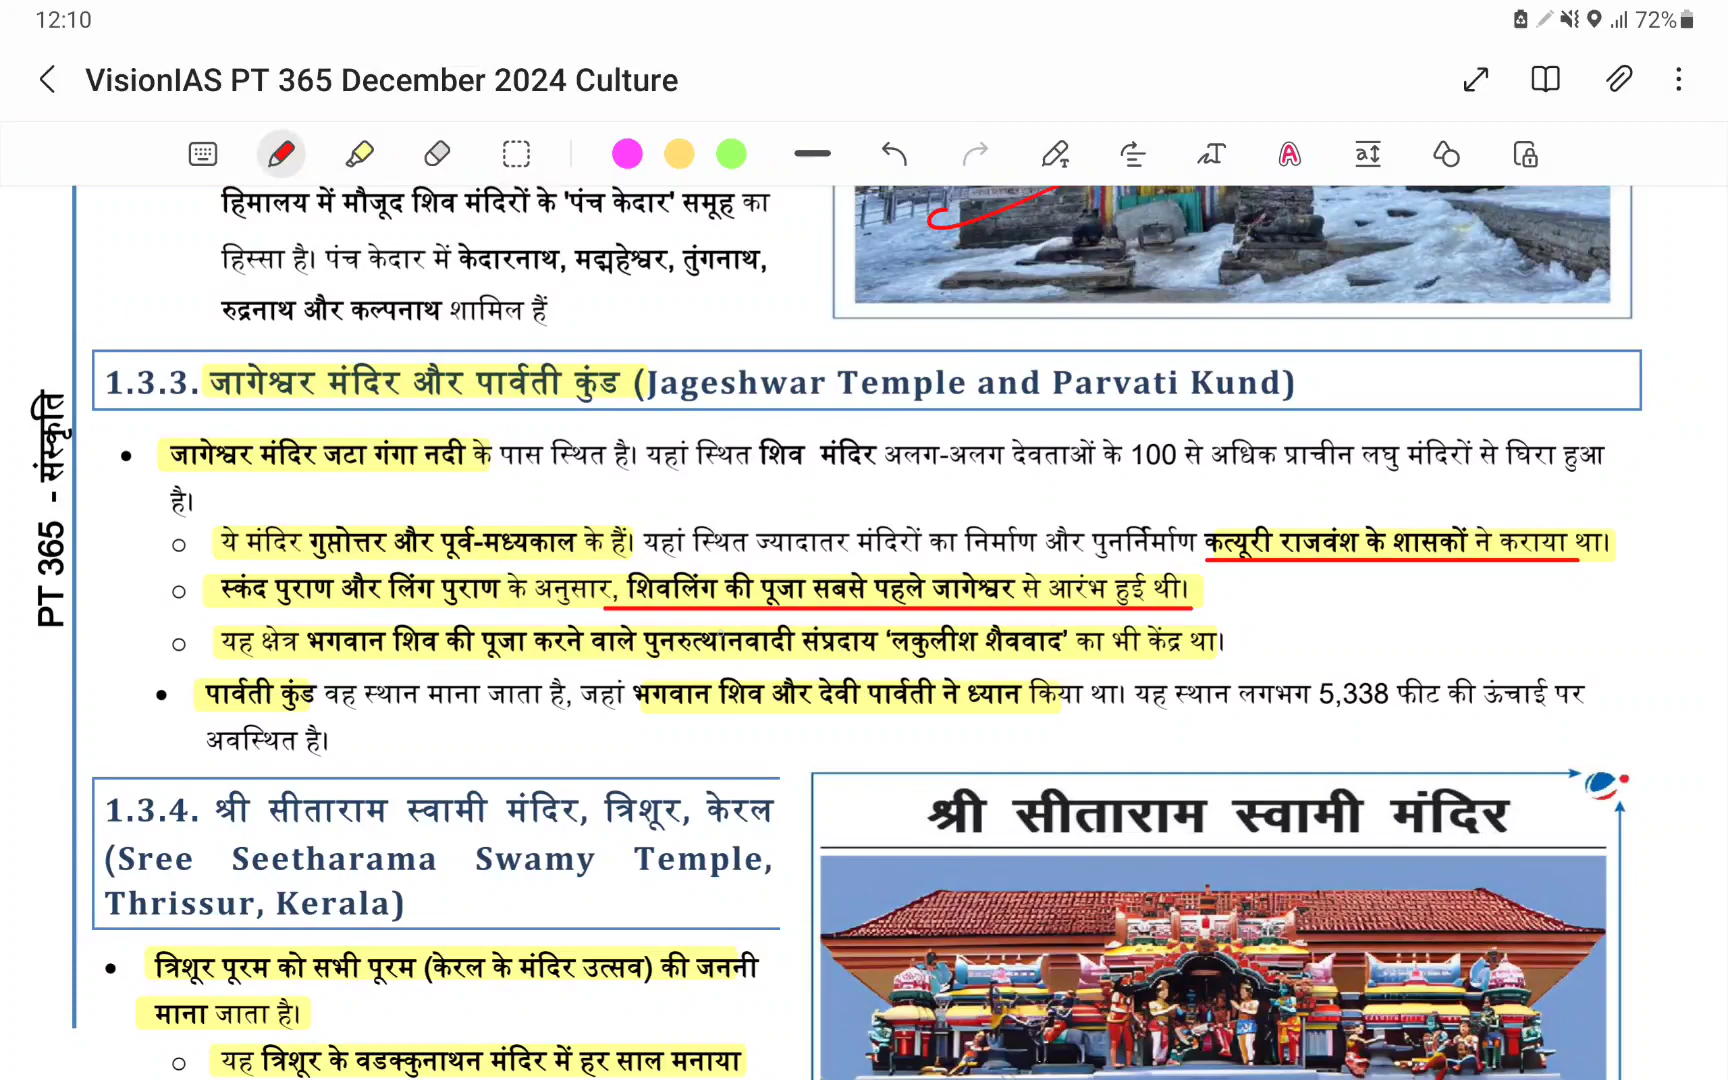 12:10
72%
VisionIAS PT 365 December 2024 Culture
हिमालय में मौजूद शिव मंदिरों के 'पंच केदार' समूह का
हिस्सा है। पंच केदार में केदारनाथ, मद्महेश्वर, तुंगनाथ,
रुद्रनाथ और कल्पनाथ शामिल हैं
1.3.3. जागेश्वर मंदिर और पार्वती कुंड (Jageshwar Temple and Parvati Kund)
• जागेश्वर मंदिर जटा गंगा नदी के पास स्थित है। यहां स्थित शिव मंदिर अलग-अलग देवताओं के 100 से अधिक प्राचीन लघु मंदिरों से घिरा हुआ
है।
○ ये मंदिर गुप्तोत्तर और पूर्व-मध्यकाल के हैं। यहां स्थित ज्यादातर मंदिरों का निर्माण और पुनर्निर्माण कत्यूरी राजवंश के शासकों ने कराया था।
○ स्कंद पुराण और लिंग पुराण के अनुसार, शिवलिंग की पूजा सबसे पहले जागेश्वर से आरंभ हुई थी।
○ यह क्षेत्र भगवान शिव की पूजा करने वाले पुनरुत्थानवादी संप्रदाय 'लकुलीश शैववाद' का भी केंद्र था।
• पार्वती कुंड वह स्थान माना जाता है, जहां भगवान शिव और देवी पार्वती ने ध्यान किया था। यह स्थान लगभग 5,338 फीट की ऊंचाई पर
अवस्थित है।
PT 365 - संस्कृति
1.3.4. श्री सीताराम स्वामी मंदिर, त्रिशूर, केरल
(Sree Seetharama Swamy Temple,
Thrissur, Kerala)
• त्रिशूर पूरम को सभी पूरम (केरल के मंदिर उत्सव) की जननी
माना जाता है।
○ यह त्रिशूर के वडक्कुनाथन मंदिर में हर साल मनाया
श्री सीताराम स्वामी मंदिर